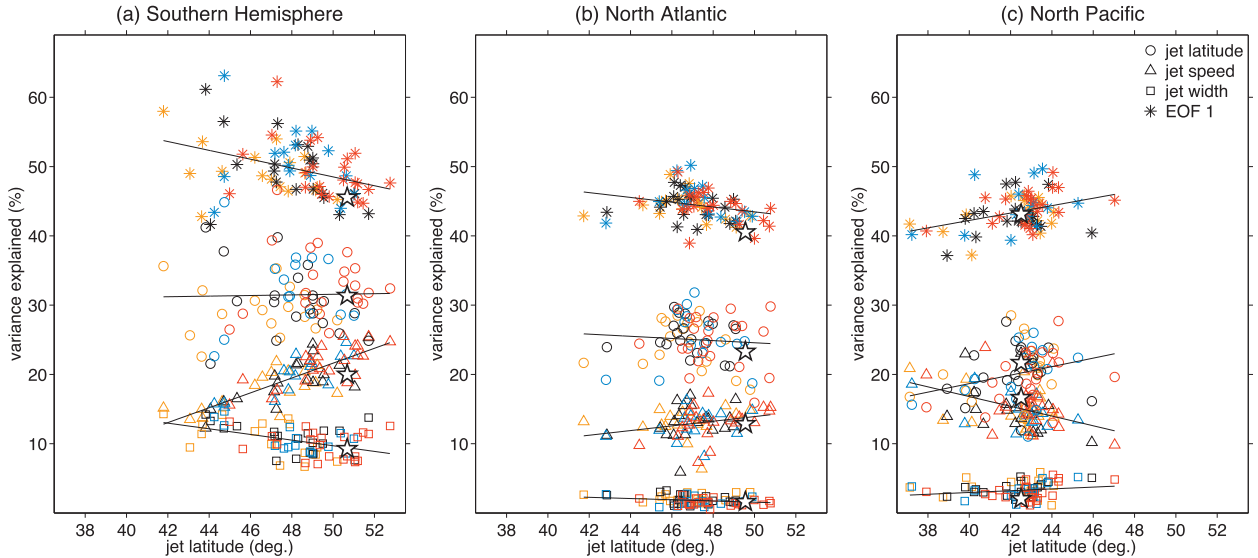 (a) Southern Hemisphere
(b) North Atlantic
(c) North Pacific
jet latitude
jet speed
jet width
EOF 1
variance explained (%)
60
50
40
30
20
10
38 40 42 44 46 48 50 52
jet latitude (deg.)
variance explained (%)
60
50
40
30
20
10
38 40 42 44 46 48 50 52
jet latitude (deg.)
variance explained (%)
60
50
40
30
20
10
38 40 42 44 46 48 50 52
jet latitude (deg.)